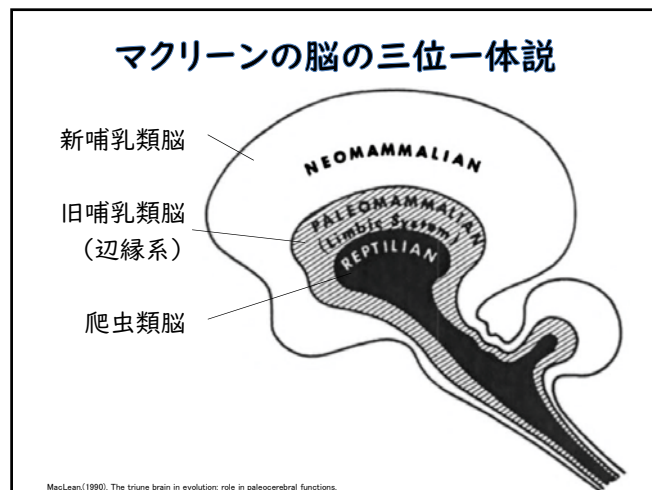 マクリーンの脳の三位一体説
新哺乳類脳
NEOMAMMALIAN
旧哺乳類脳
(辺縁系)
PALEOMAMMALIAN
(Limbic System)
REPTILIAN
爬虫類脳
MacLean.(1990). The triune brain in evolution: role in paleocerebral functions.